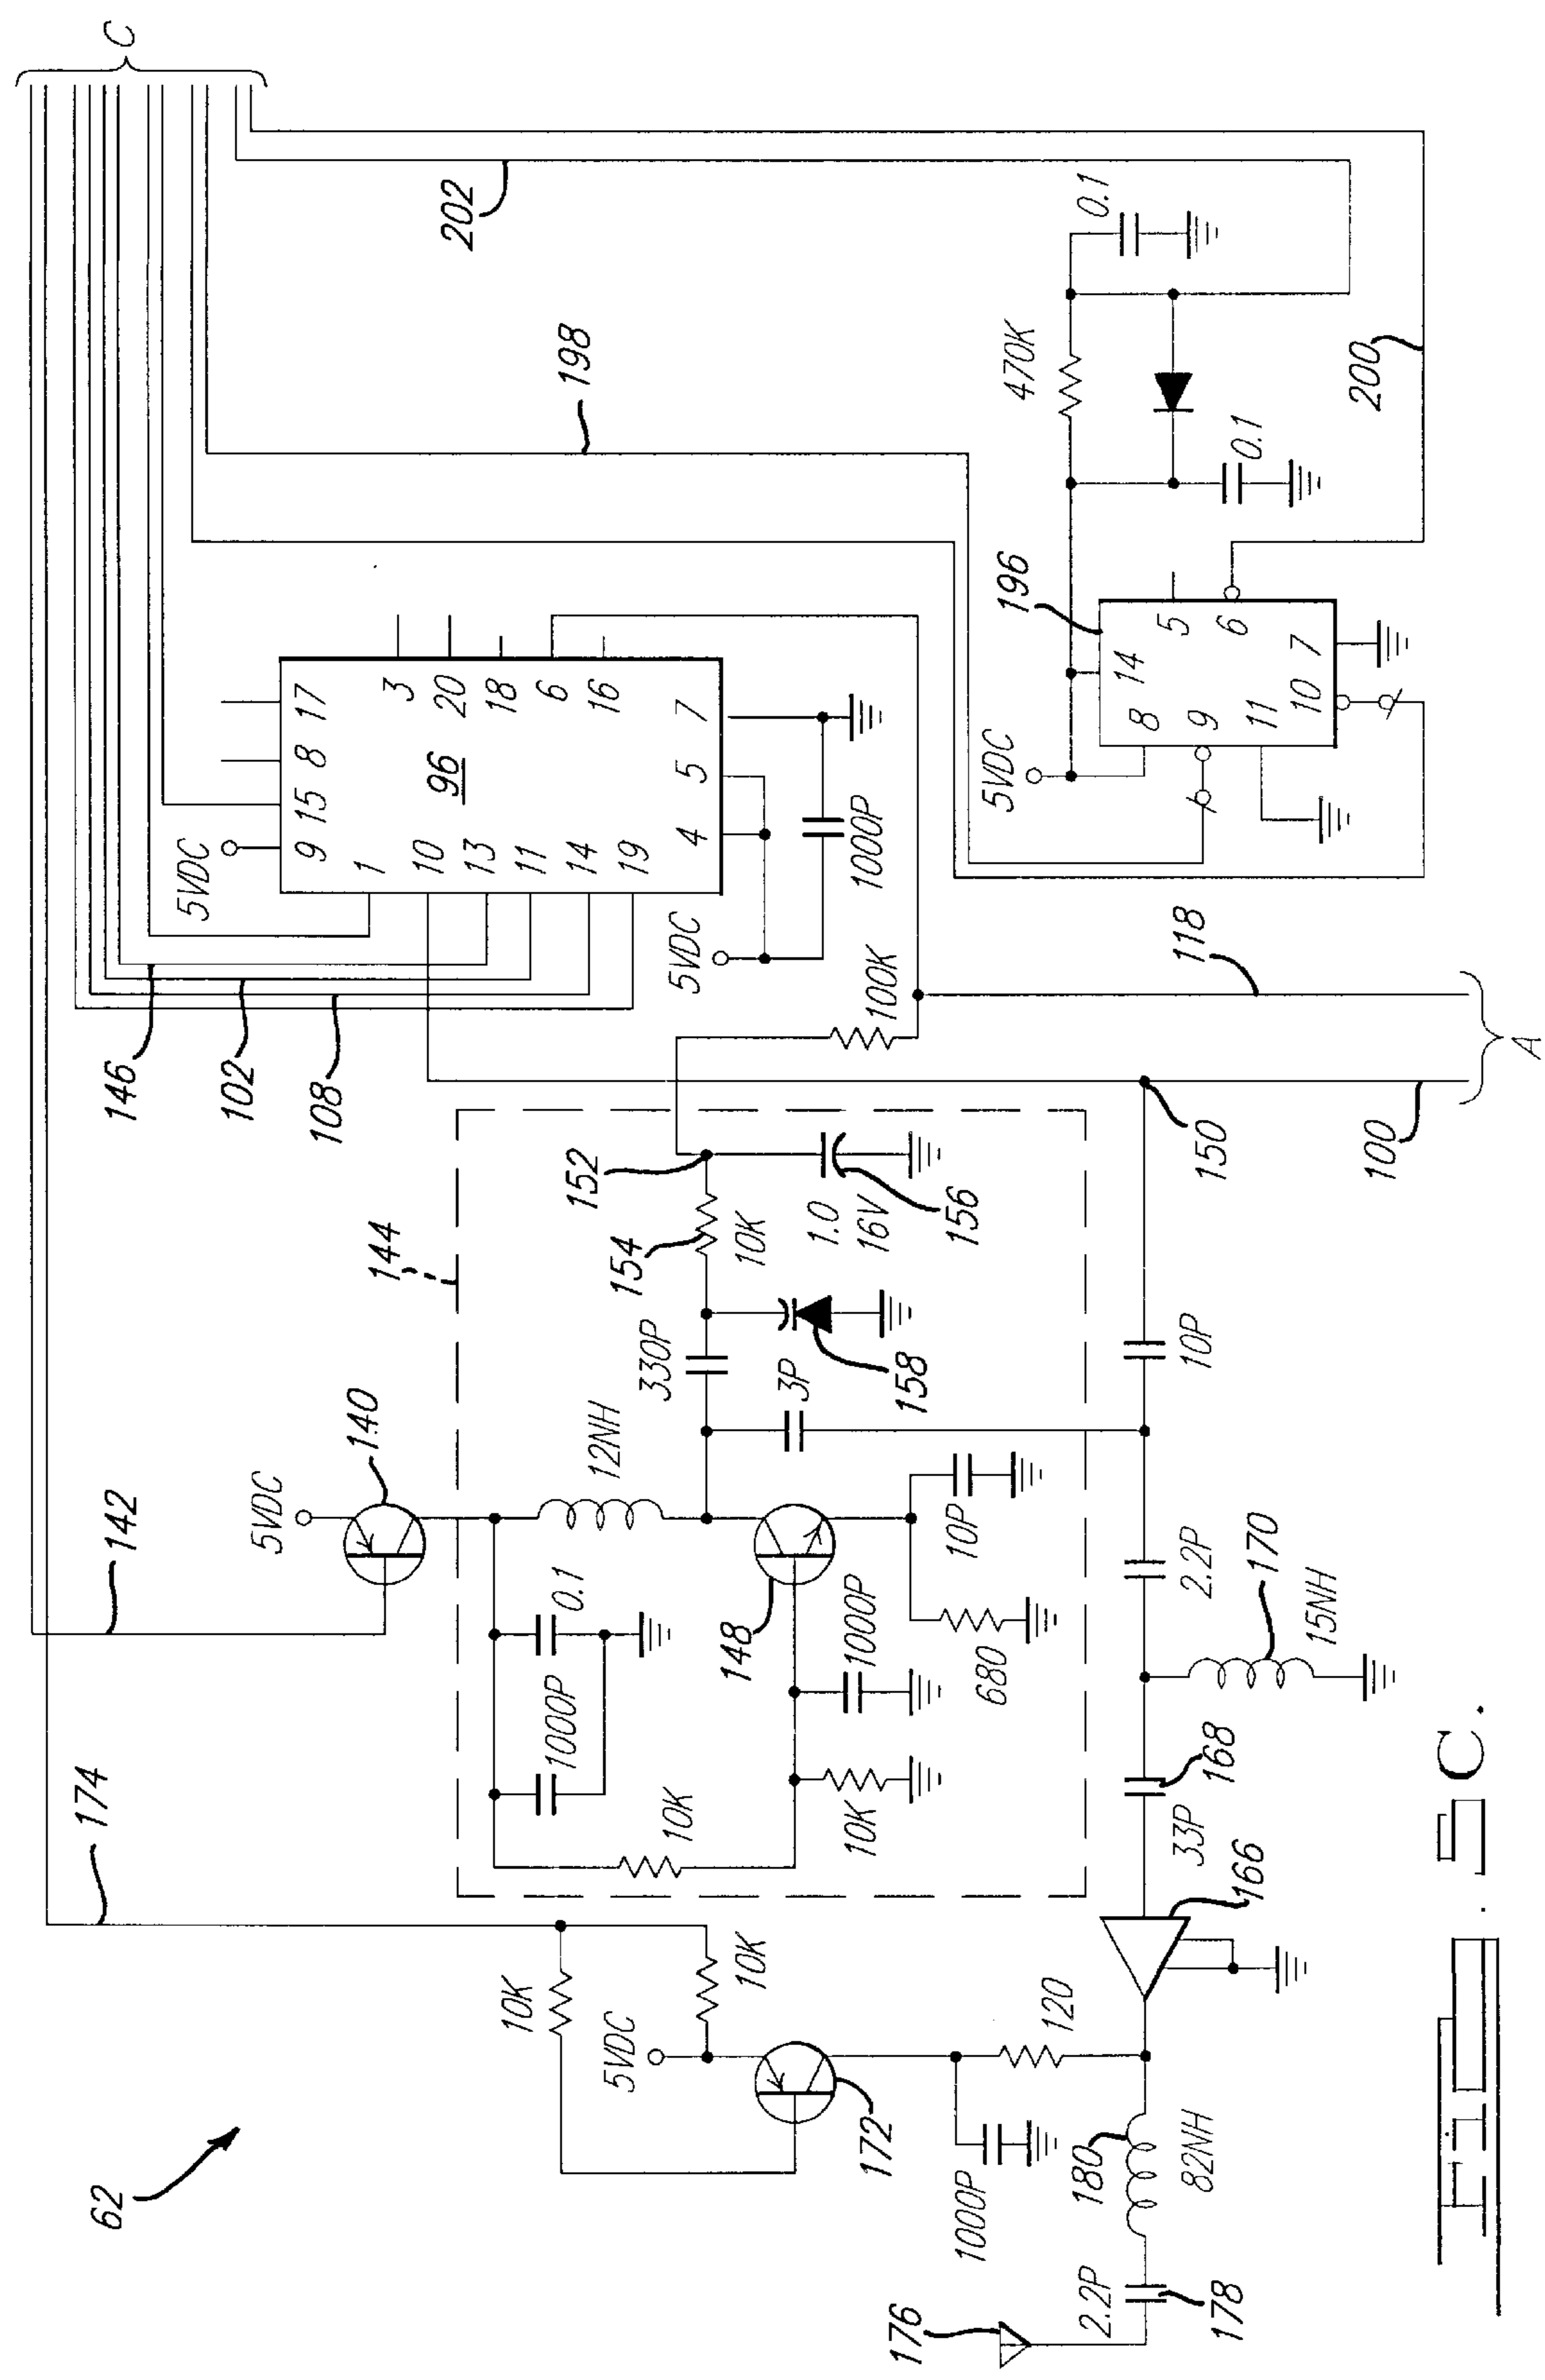 62
174
142
146
C
102
108
5VDC
5VDC
9 15 8 17
140
144
1
3
10
96
20
202
13
18
11
6
14
16
19
10K
5VDC
10K
1000P
0.1
12NH
152
154
198
5VDC
4 5 7
10K
148
330P
10K
172
10K
1000P
3P
1.0
16V
1000P
100K
176
1000P
680
10P
158
156
5VDC
196
470K
120
180
2.2P
0.1
14
8
5
9
6
11
10 7
82NH
178
33P
168
2.2P
10P
150
118
0.1
166
170
15NH
100
200
A
FIG. 5C.